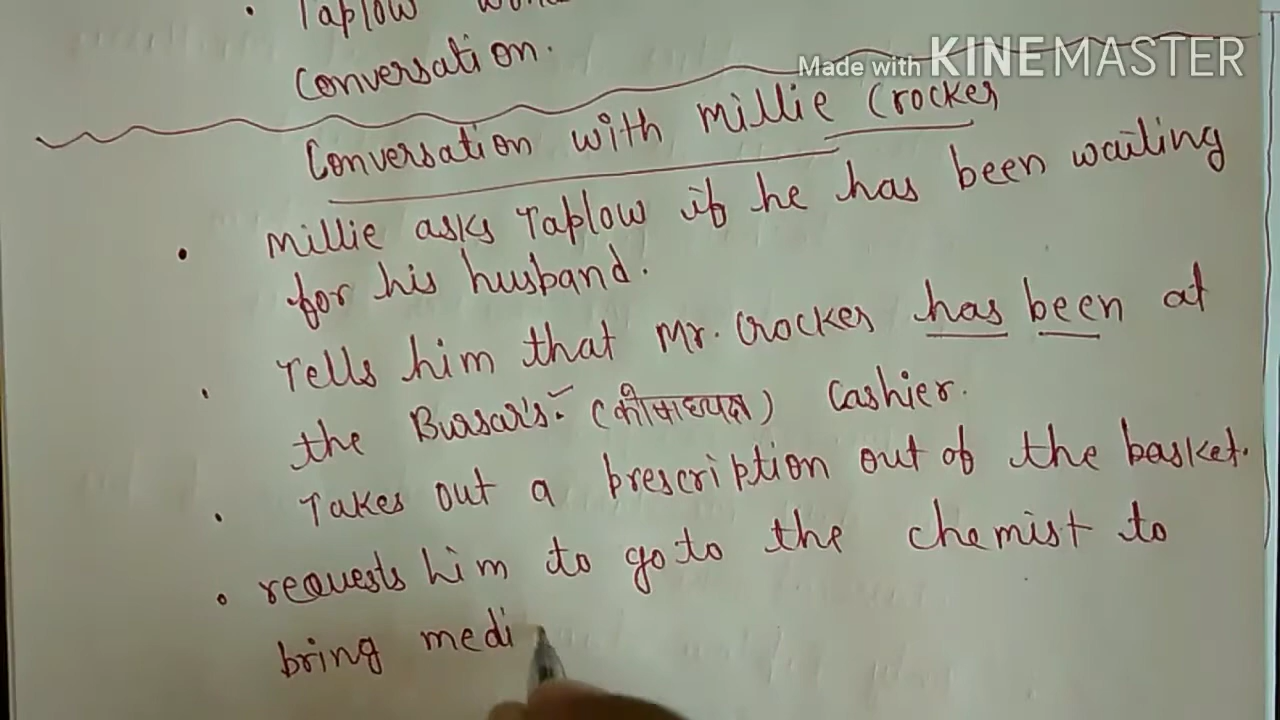 • Taplow
Conversation.
Made with KINEMASTER
Conversation with millie Crocker
• millie asks Taplow if he has been waiting
for his husband.
• Tells him that Mr. Crocker has been at
the Bursar's:- (कोषाध्यक्ष) Cashier.
• Takes out a prescription out of the basket.
• requests him to go to the chemist to
bring medi